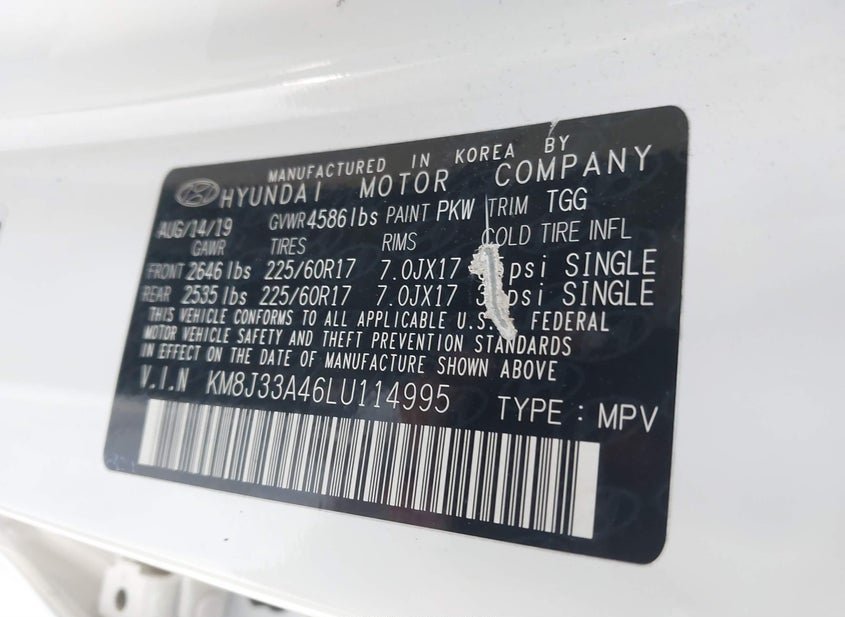 MANUFACTURED IN KOREA BY
HYUNDAI MOTOR COMPANY
AUG/14/19 GVWR 4586 lbs PAINT PKW TRIM TGG
GAWR TIRES RIMS COLD TIRE INFL
FRONT 2646 lbs 225/60R17 7.0JX17 psi SINGLE
REAR 2535 lbs 225/60R17 7.0JX17 psi SINGLE
THIS VEHICLE CONFORMS TO ALL APPLICABLE U.S. FEDERAL
MOTOR VEHICLE SAFETY AND THEFT PREVENTION STANDARDS
IN EFFECT ON THE DATE OF MANUFACTURE SHOWN ABOVE
V.I.N KM8J33A46LU114995 TYPE : MPV